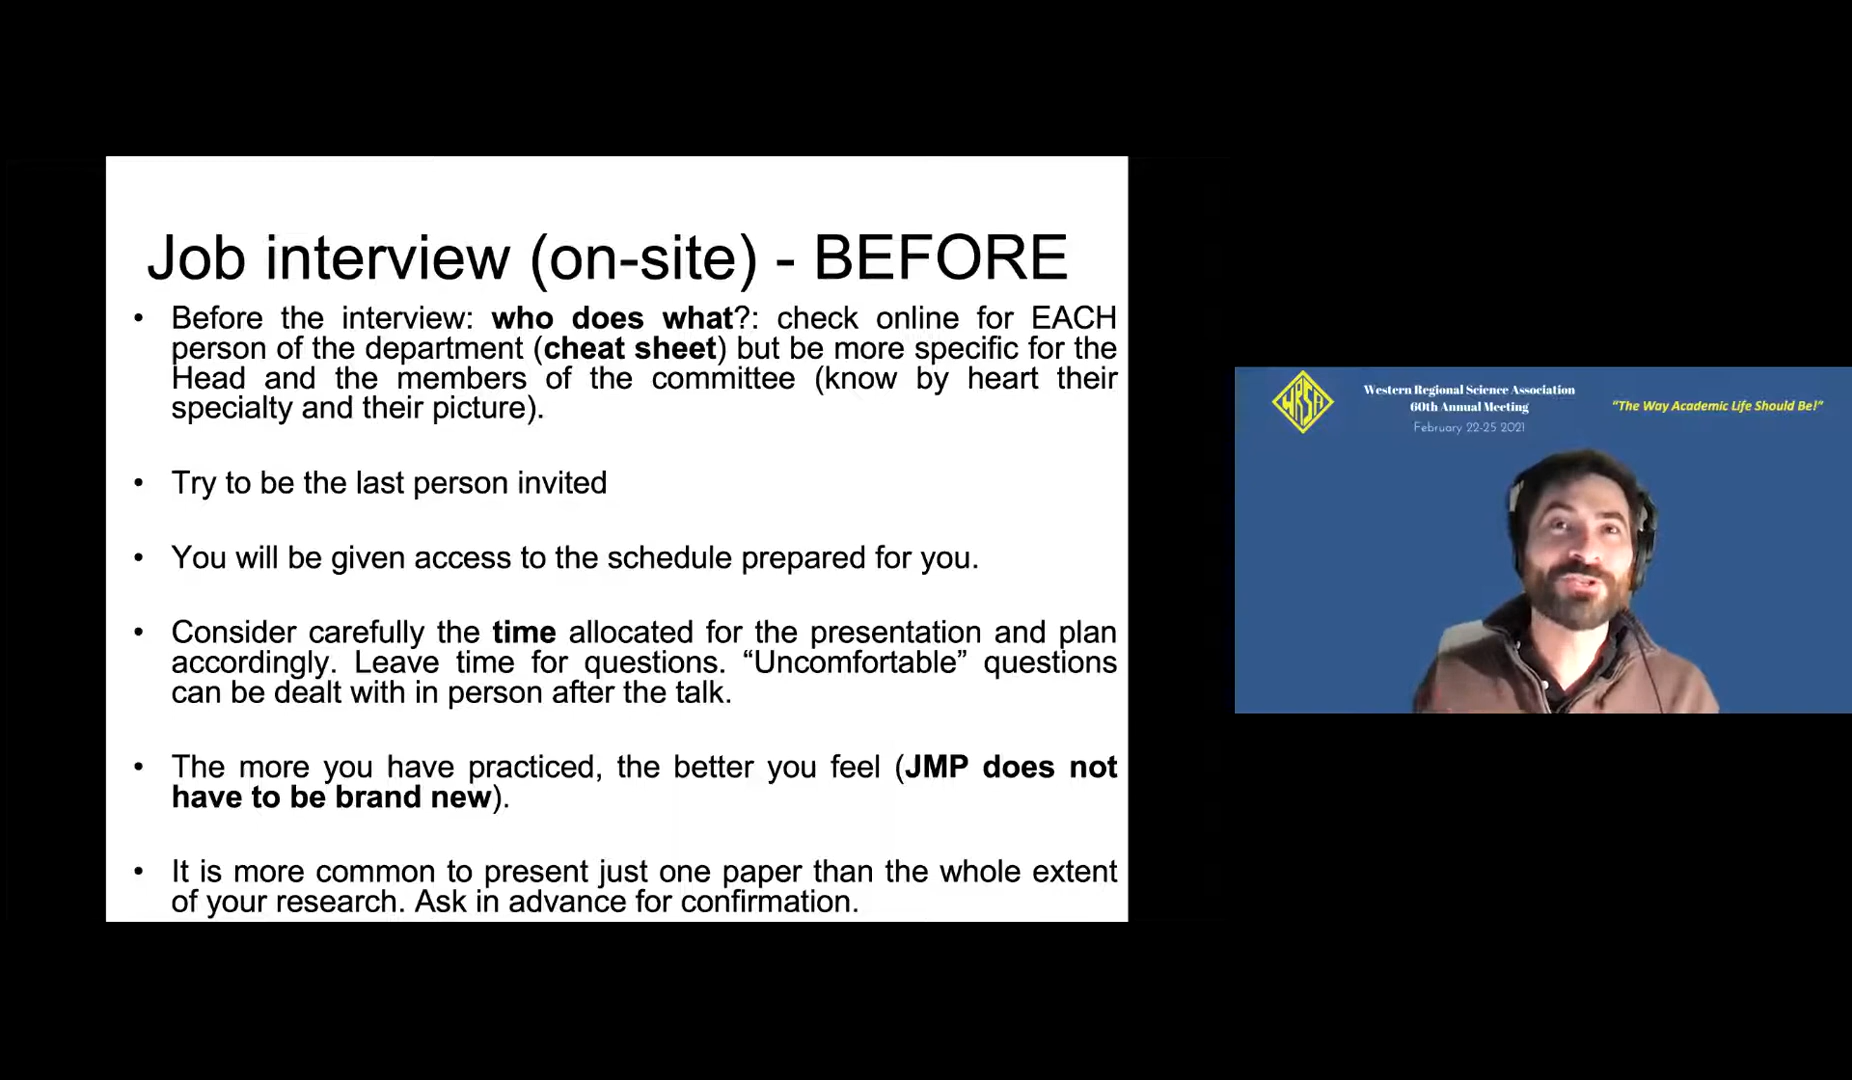 Job interview (on-site) - BEFORE
• Before the interview: who does what?: check online for EACH
person of the department (cheat sheet) but be more specific for the
Head and the members of the committee (know by heart their
specialty and their picture).
• Try to be the last person invited
• You will be given access to the schedule prepared for you.
• Consider carefully the time allocated for the presentation and plan
accordingly. Leave time for questions. “Uncomfortable” questions
can be dealt with in person after the talk.
• The more you have practiced, the better you feel (JMP does not
have to be brand new).
• It is more common to present just one paper than the whole extent
of your research. Ask in advance for confirmation.
WRSA
Western Regional Science Association
60th Annual Meeting
February 22-25 2021
“The Way Academic Life Should Be!”